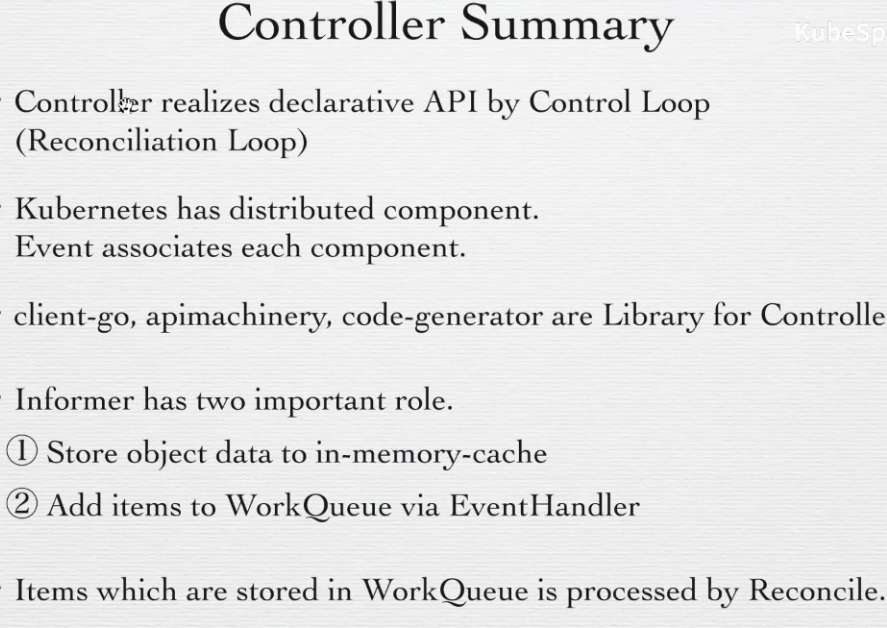 Controller Summary
KubeSp
Controller realizes declarative API by Control Loop
(Reconciliation Loop)
Kubernetes has distributed component.
Event associates each component.
client-go, apimachinery, code-generator are Library for Controlle
Informer has two important role.
① Store object data to in-memory-cache
② Add items to WorkQueue via EventHandler
Items which are stored in WorkQueue is processed by Reconcile.